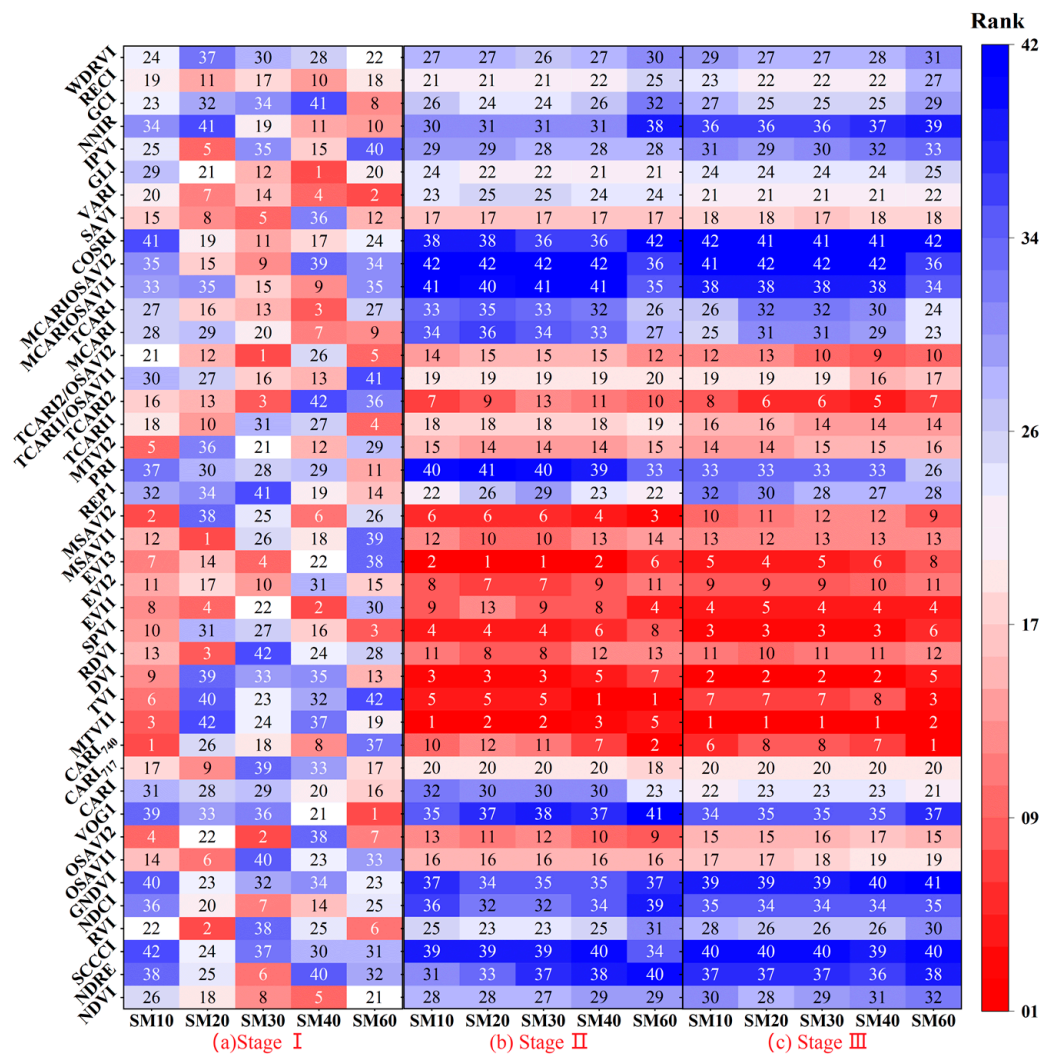 Rank
WDRVI 24 37 30 28 22 27 27 26 27 30 29 27 27 28 31
RECI 19 11 17 10 18 21 21 21 22 25 23 22 22 22 27
GCI 23 32 34 41 8 26 24 24 26 32 27 25 25 25 29
NNIR 34 41 19 11 10 30 31 31 31 38 36 36 36 37 39
IPVI 25 5 35 15 40 29 29 28 28 28 31 29 30 32 33
GLI 29 21 12 1 20 24 22 22 21 21 24 24 24 24 25
VARI 20 7 14 4 2 23 25 25 24 24 21 21 21 21 22
SAVI 15 8 5 36 12 17 17 17 17 17 18 18 17 18 18
COSRI 41 19 11 17 24 38 38 36 36 42 42 41 41 41 42
MCARIOSAVI2 35 15 9 39 34 42 42 42 42 36 41 42 42 42 36
MCARIOSAVI1 33 35 15 9 35 41 40 41 41 35 38 38 38 38 34
TCARI 27 16 13 3 27 33 35 33 32 26 26 32 32 30 24
MCARI 28 29 20 7 9 34 36 34 33 27 25 31 31 29 23
TCARI2/OSAVI2 21 12 1 26 5 14 15 15 15 12 12 13 10 9 10
TCARI1/OSAVI1 30 27 16 13 41 19 19 19 19 20 19 19 19 16 17
TCARI2 16 13 3 42 36 7 9 13 11 10 8 6 6 5 7
TCARI1 18 10 31 27 4 18 18 18 18 19 16 16 14 14 14
MTVI2 5 36 21 12 29 15 14 14 14 15 14 14 15 15 16
PRI 37 30 28 29 11 40 41 40 39 33 33 33 33 33 26
REP1 32 34 41 19 14 22 26 29 23 22 32 30 28 27 28
MSAVI2 2 38 25 6 26 6 6 6 4 3 10 11 12 12 9
MSAVI1 12 1 26 18 39 12 10 10 13 14 13 12 13 13 13
EVI3 7 14 4 22 38 2 1 1 2 6 5 4 5 6 8
EVI2 11 17 10 31 15 8 7 7 9 11 9 9 9 10 11
EVI1 8 4 22 2 30 9 13 9 8 4 4 5 4 4 4
SPVI 10 31 27 16 3 4 4 4 6 8 3 3 3 3 6
RDVI 13 3 42 24 28 11 8 8 12 13 11 10 11 11 12
DVI 9 39 33 35 13 3 3 3 5 7 2 2 2 2 5
TVI 6 40 23 32 42 5 5 5 1 1 7 7 7 8 3
MTVI1 3 42 24 37 19 1 2 2 3 5 1 1 1 1 2
CARI740 1 26 18 8 37 10 12 11 7 2 6 8 8 7 1
CARI717 17 9 39 33 17 20 20 20 20 18 20 20 20 20 20
CARI 31 28 29 20 16 32 30 30 30 23 22 23 23 23 21
VOG1 39 33 36 21 1 35 37 38 37 41 34 35 35 35 37
OSAVI2 4 22 2 38 7 13 11 12 10 9 15 15 16 17 15
OSAVI1 14 6 40 23 33 16 16 16 16 16 17 17 18 19 19
GNDVI 40 23 32 34 23 37 34 35 35 37 39 39 39 40 41
NDCI 36 20 7 14 25 36 32 32 34 39 35 34 34 34 35
RVI 22 2 38 25 6 25 23 23 25 31 28 26 26 26 30
SCCCI 42 24 37 30 31 39 39 39 40 34 40 40 40 39 40
NDRE 38 25 6 40 32 31 33 37 38 40 37 37 37 36 38
NDVI 26 18 8 5 21 28 28 27 29 29 30 28 29 31 32
SM10 SM20 SM30 SM40 SM60 SM10 SM20 SM30 SM40 SM60 SM10 SM20 SM30 SM40 SM60
(a)Stage Ⅰ (b) Stage Ⅱ (c) Stage Ⅲ
42
34
26
17
09
01